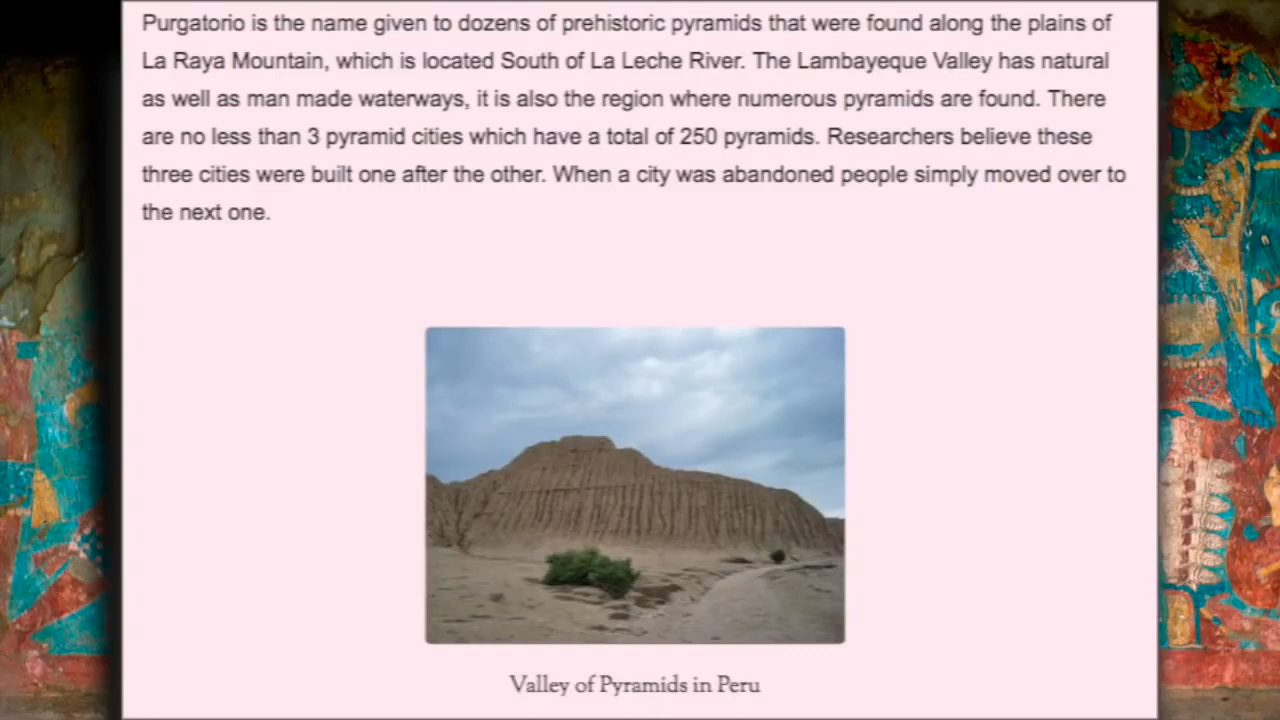 Purgatorio is the name given to dozens of prehistoric pyramids that were found along the plains of
La Raya Mountain, which is located South of La Leche River. The Lambayeque Valley has natural
as well as man made waterways, it is also the region where numerous pyramids are found. There
are no less than 3 pyramid cities which have a total of 250 pyramids. Researchers believe these
three cities were built one after the other. When a city was abandoned people simply moved over to
the next one.
Valley of Pyramids in Peru